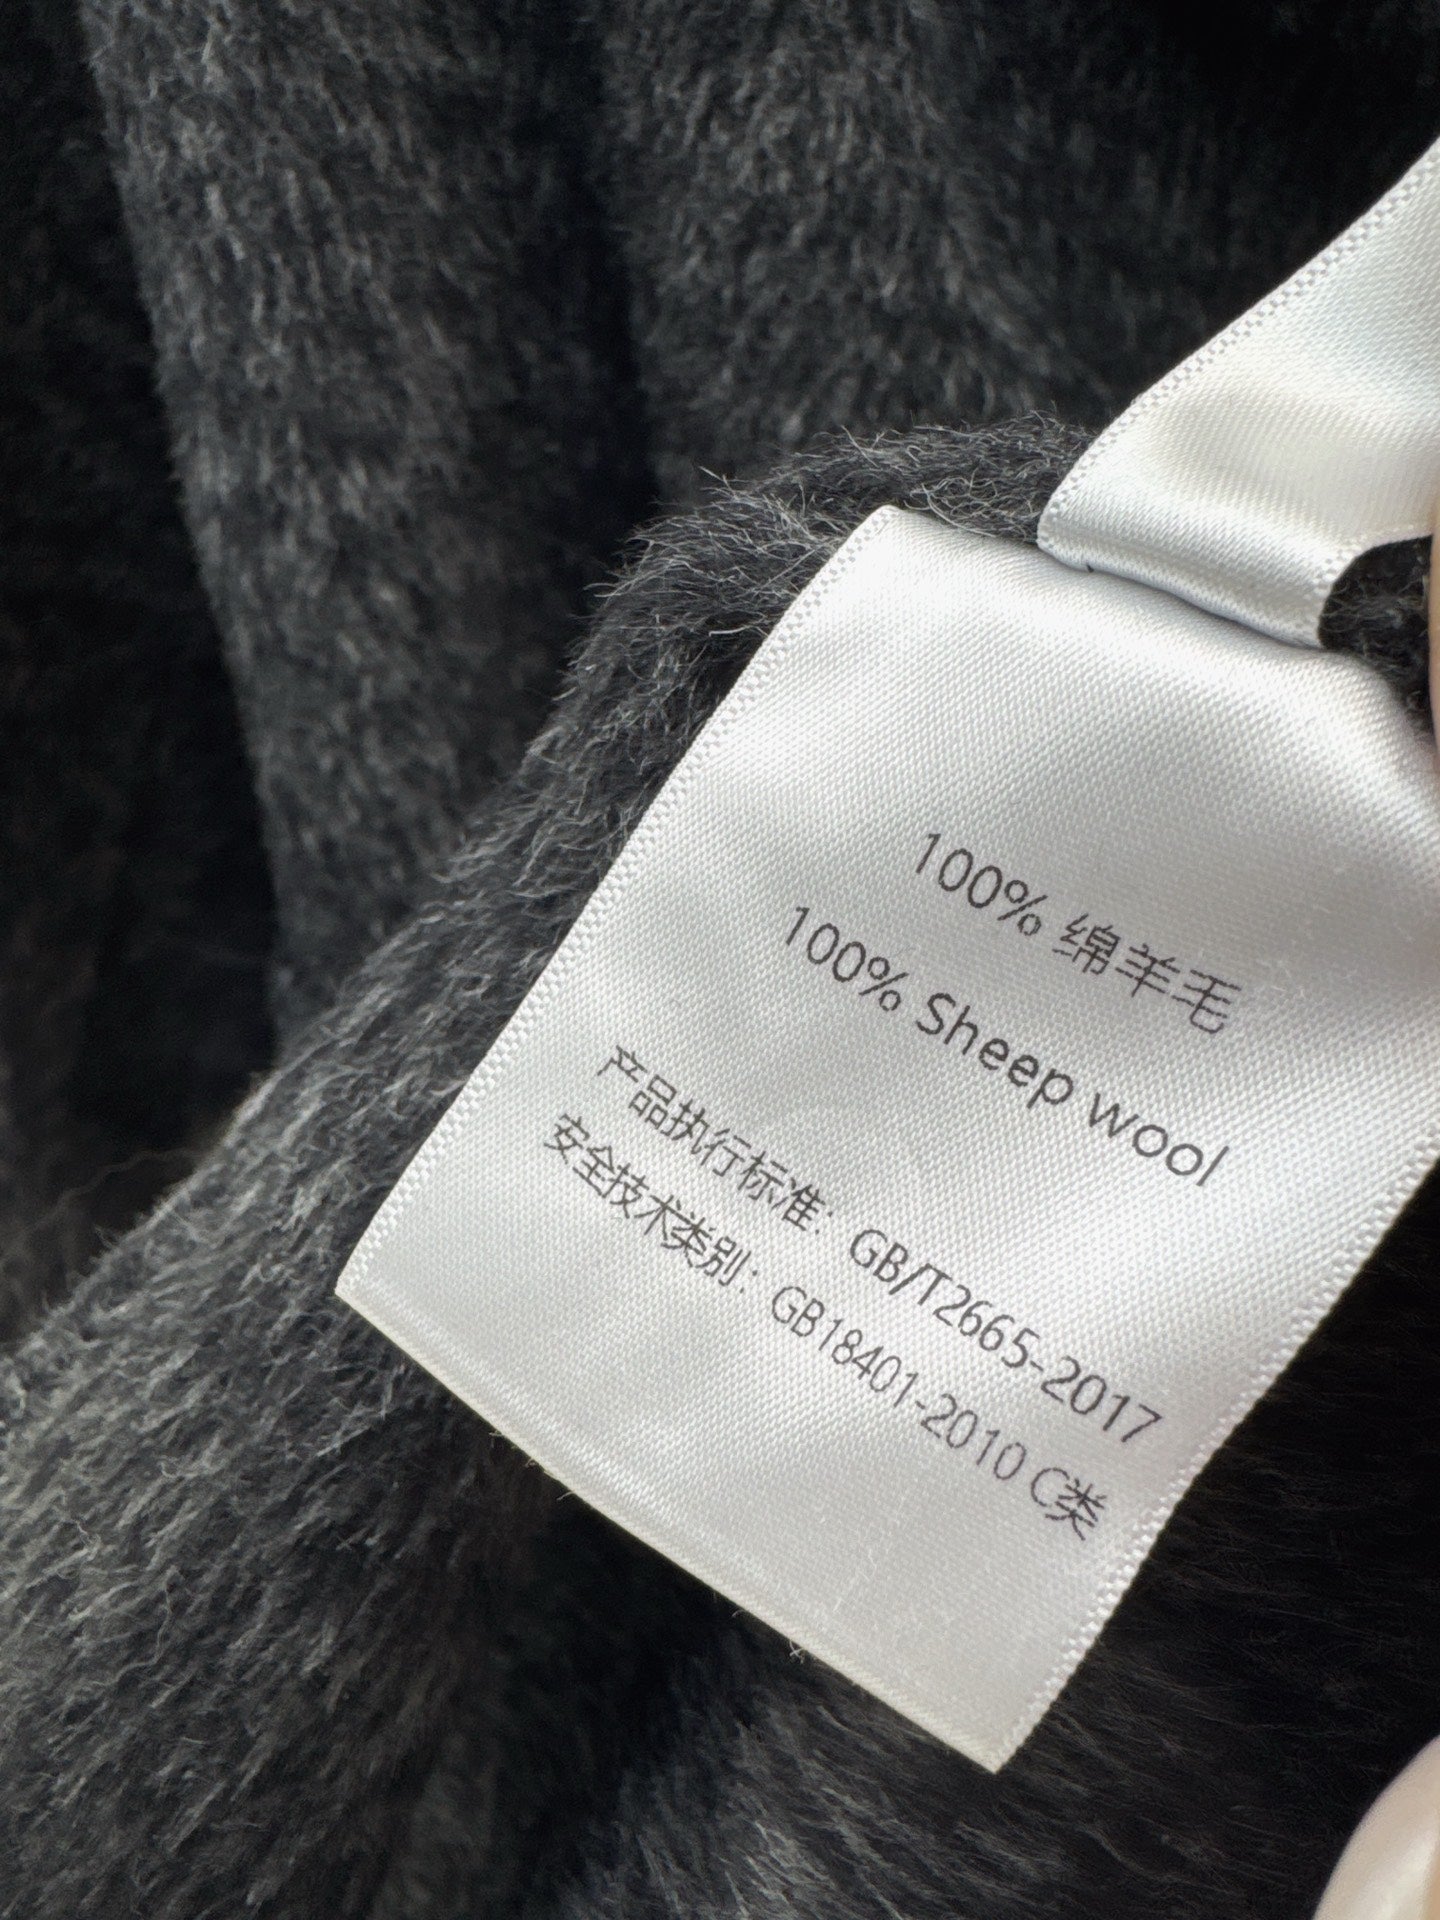 100% 绵羊毛
100% Sheep wool
产品执行标准：GB/T2665-2017
安全技术类别：GB18401-2010 C类